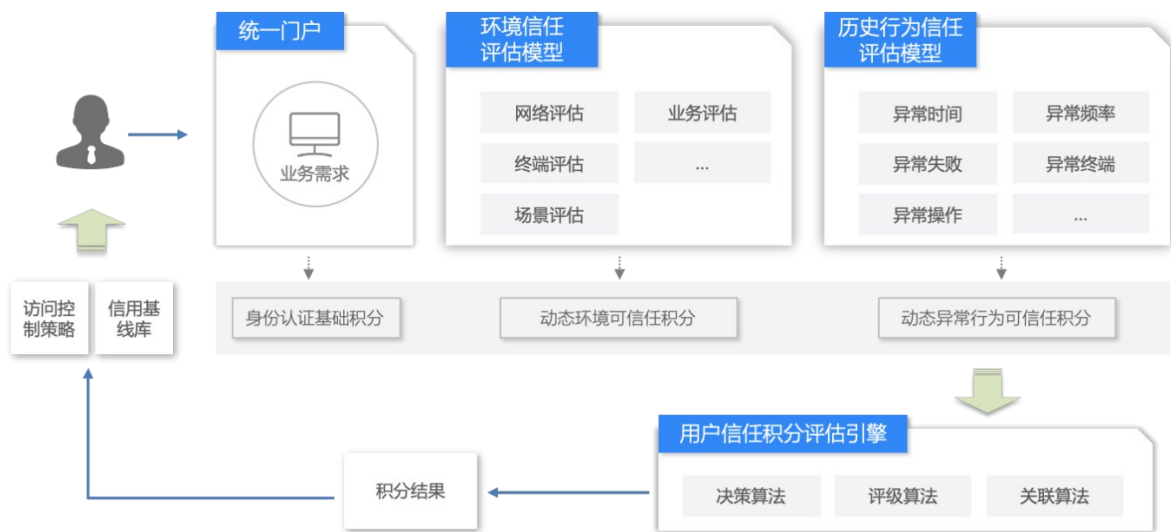 统一门户
业务需求
环境信任
评估模型
网络评估
业务评估
终端评估
...
场景评估
历史行为信任
评估模型
异常时间
异常频率
异常失败
异常终端
异常操作
...
访问控
制策略
信用基
线库
身份认证基础积分
动态环境可信任积分
动态异常行为可信任积分
用户信任积分评估引擎
决策算法
评级算法
关联算法
积分结果